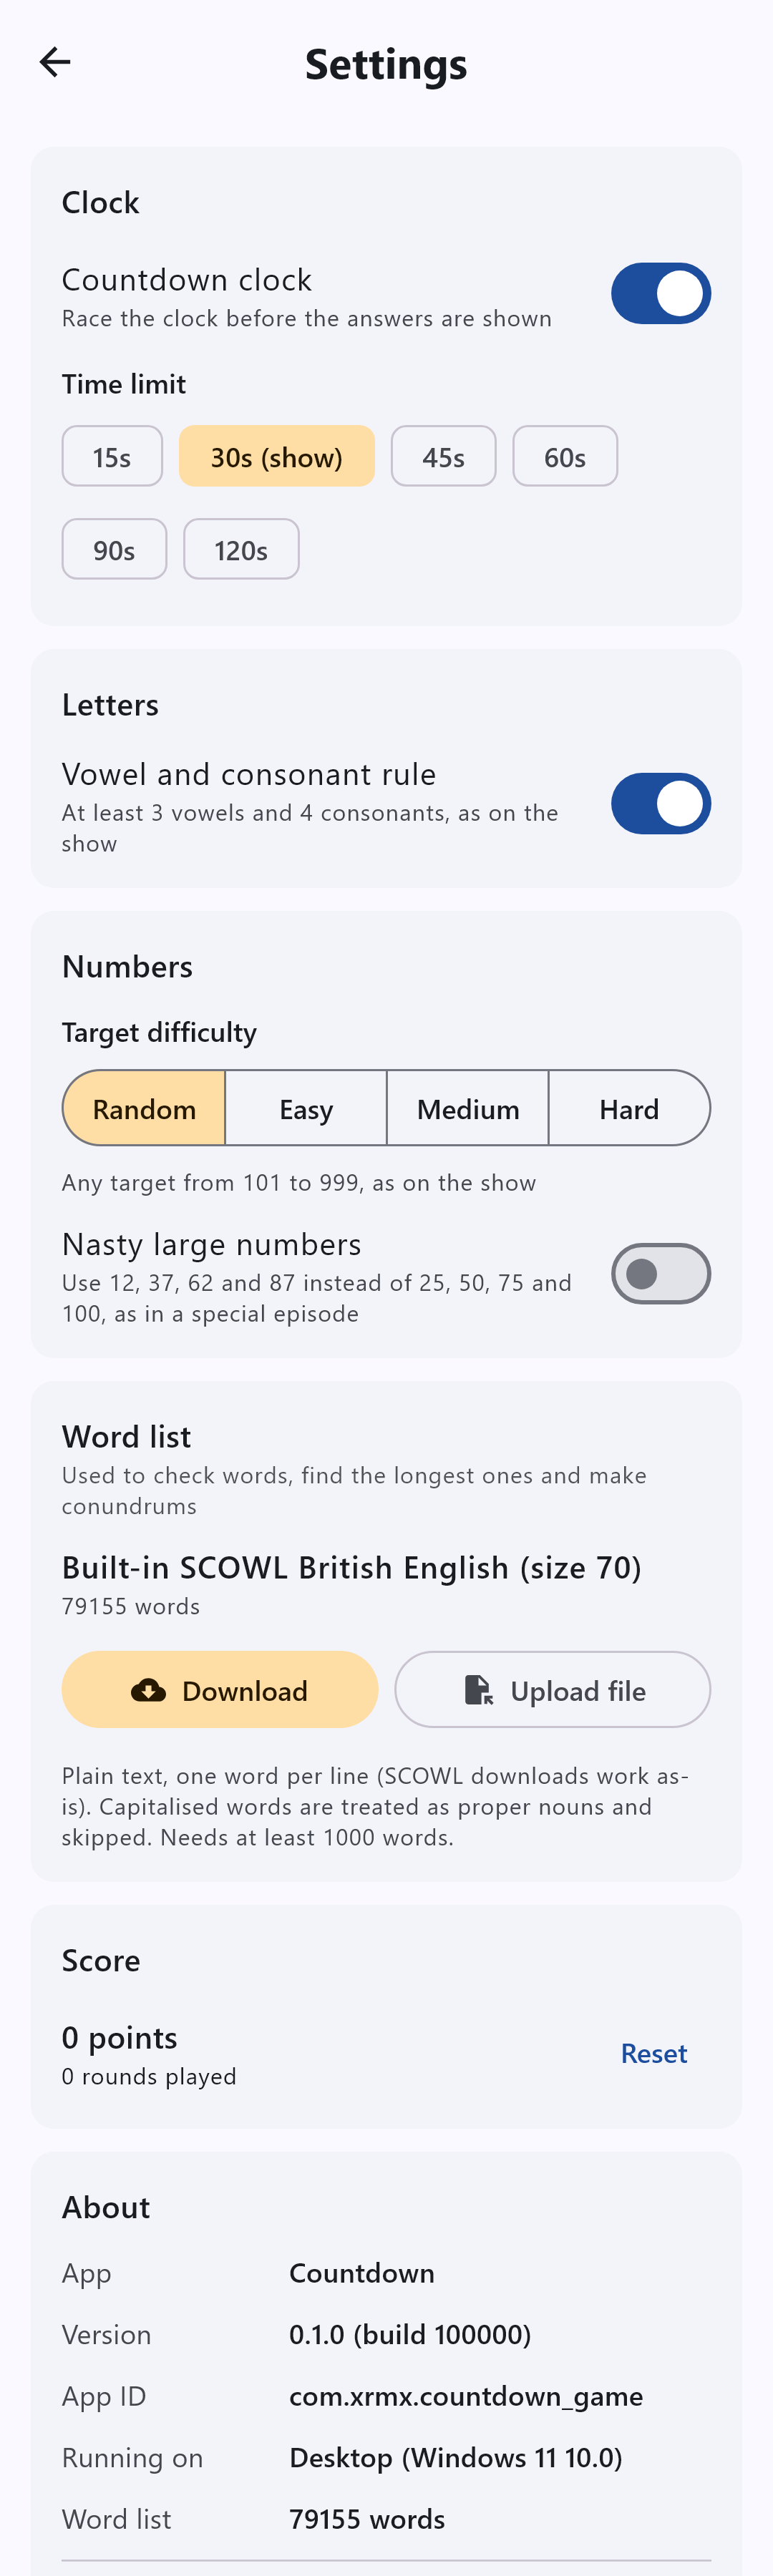 Settings
Clock
Countdown clock
Race the clock before the answers are shown
Time limit
15s
30s (show)
45s
60s
90s
120s
Letters
Vowel and consonant rule
At least 3 vowels and 4 consonants, as on the
show
Numbers
Target difficulty
Random
Easy
Medium
Hard
Any target from 101 to 999, as on the show
Nasty large numbers
Use 12, 37, 62 and 87 instead of 25, 50, 75 and
100, as in a special episode
Word list
Used to check words, find the longest ones and make
conundrums
Built-in SCOWL British English (size 70)
79155 words
Download
Upload file
Plain text, one word per line (SCOWL downloads work as-
is). Capitalised words are treated as proper nouns and
skipped. Needs at least 1000 words.
Score
0 points
0 rounds played
Reset
About
App Countdown
Version 0.1.0 (build 100000)
App ID com.xrmx.countdown_game
Running on Desktop (Windows 11 10.0)
Word list 79155 words